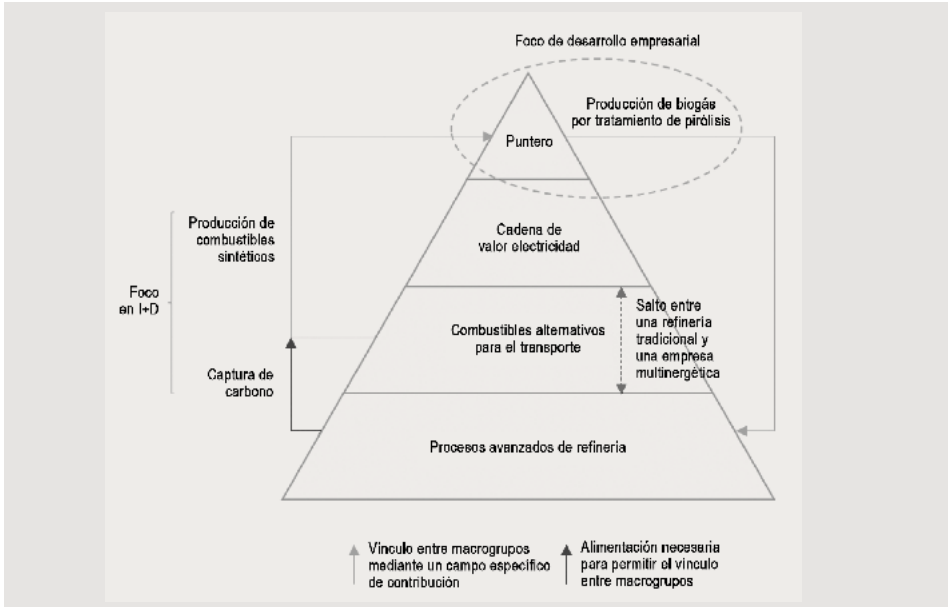 Foco de desarrollo empresarial
Producción de biogás
por tratamiento de pirólisis
Puntero
Cadena de
valor electricidad
Producción de
combustibles
sintéticos
Foco
en I+D
Captura de
carbono
Combustibles alternativos
para el transporte
Salto entre
una refinería
tradicional y
una empresa
multinergética
Procesos avanzados de refinería
Vínculo entre macrogrupos
mediante un campo específico
de contribución
Alimentación necesaria
para permitir el vínculo
entre macrogrupos